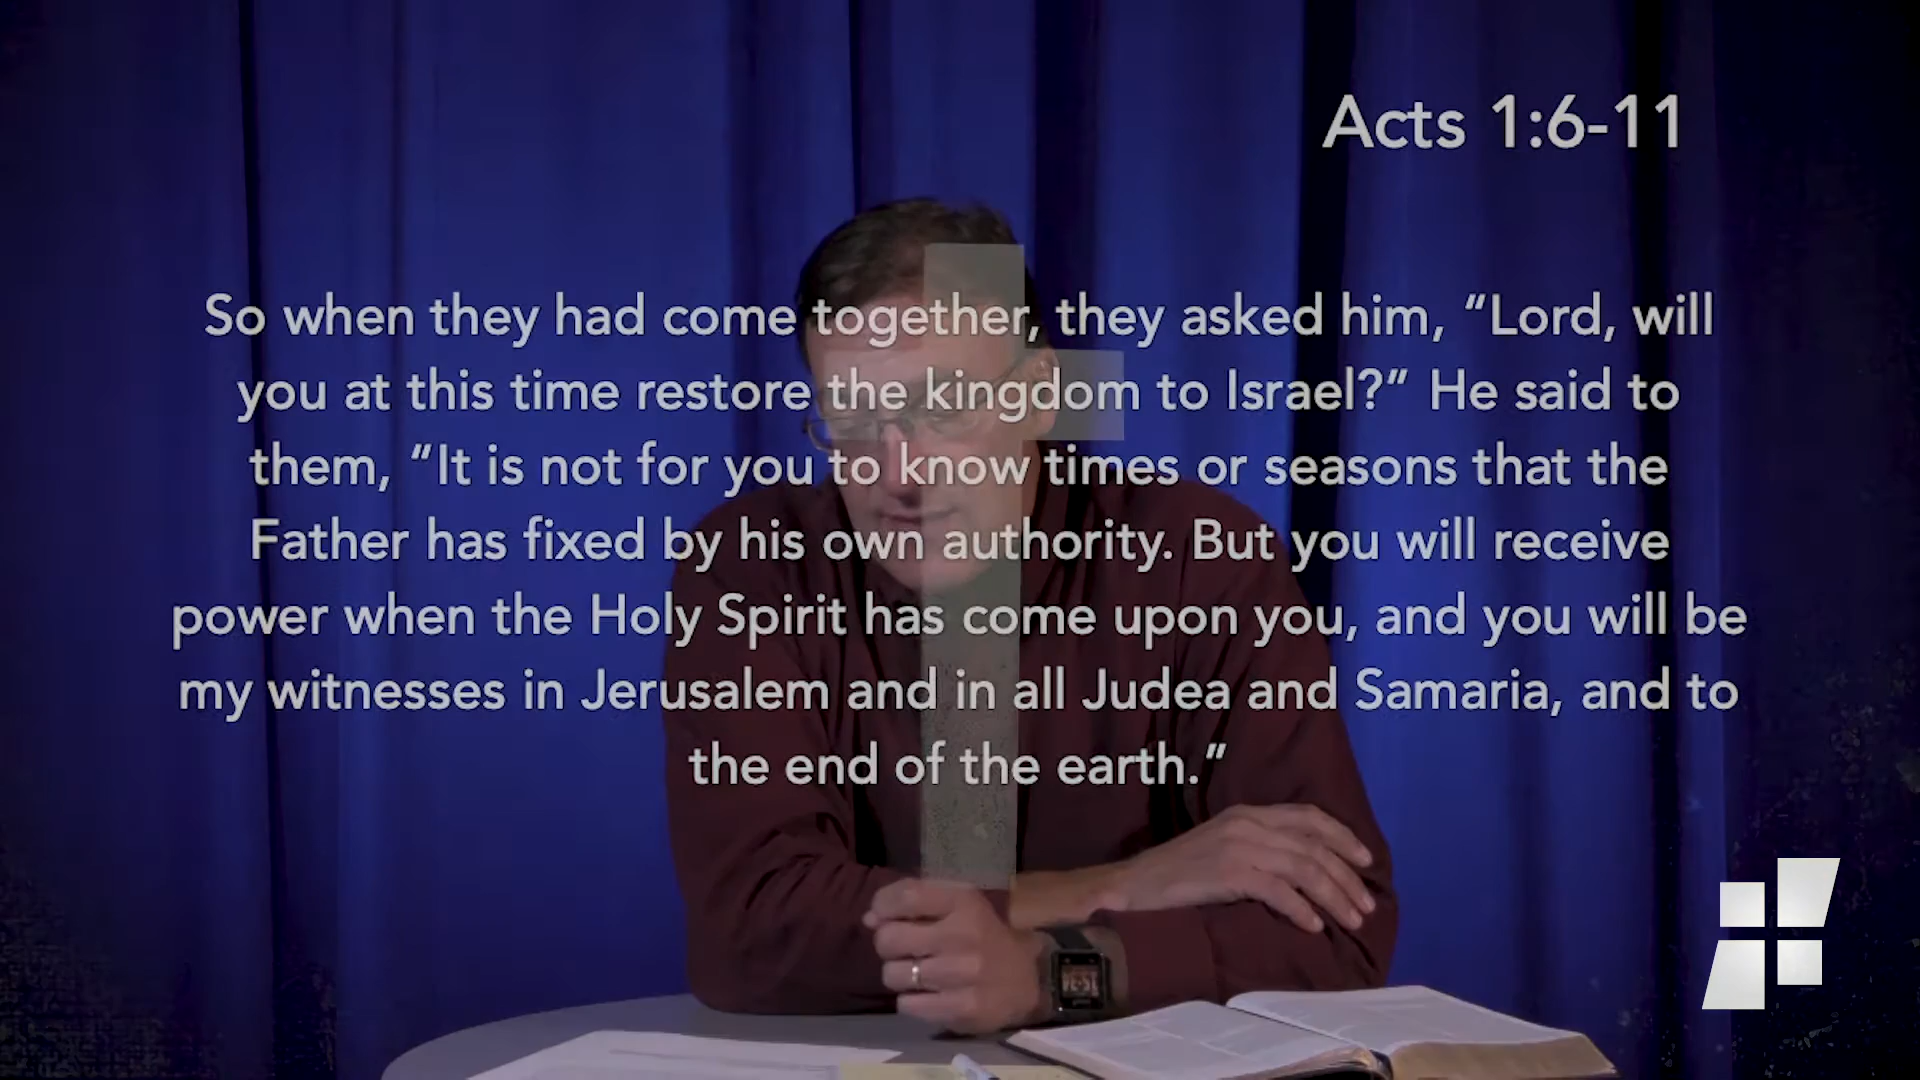 Acts 1:6-11
So when they had come together, they asked him, “Lord, will
you at this time restore the kingdom to Israel?” He said to
them, “It is not for you to know times or seasons that the
Father has fixed by his own authority. But you will receive
power when the Holy Spirit has come upon you, and you will be
my witnesses in Jerusalem and in all Judea and Samaria, and to
the end of the earth.”